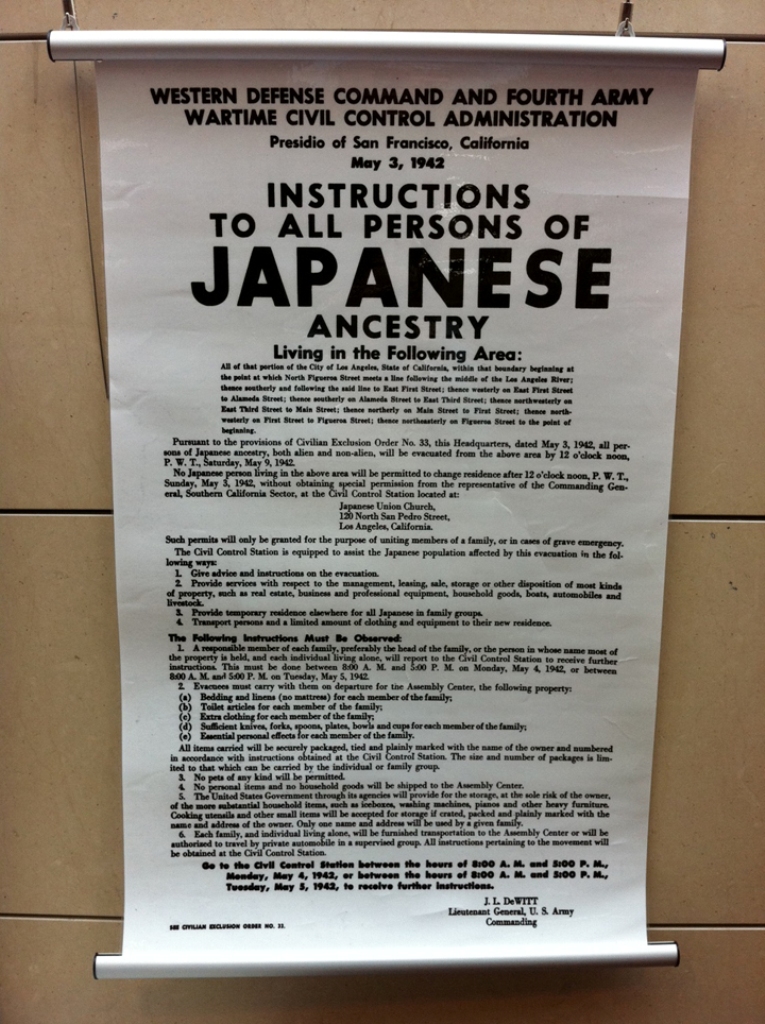 WESTERN DEFENSE COMMAND AND FOURTH ARMY
WARTIME CIVIL CONTROL ADMINISTRATION
Presidio of San Francisco, California
May 3, 1942
INSTRUCTIONS
TO ALL PERSONS OF
JAPANESE
ANCESTRY
Living in the Following Area:
All of that portion of the City of Los Angeles, State of California, within that boundary beginning at
the point at which North Figueroa Street meets a line following the middle of the Los Angeles River;
thence southerly and following the said line to East First Street; thence westerly on East First Street
to Alameda Street; thence southerly on Alameda Street to East Third Street; thence northwesterly on
East Third Street to Main Street; thence northerly on Main Street to First Street; thence north-
westerly on First Street to Figueroa Street; thence northeasterly on Figueroa Street to the point of
beginning.
Pursuant to the provisions of Civilian Exclusion Order No. 33, this Headquarters, dated May 3, 1942, all per-
sons of Japanese ancestry, both alien and non-alien, will be evacuated from the above area by 12 o'clock noon,
P. W. T., Saturday, May 9, 1942.
No Japanese person living in the above area will be permitted to change residence after 12 o'clock noon, P. W. T.,
Sunday, May 3, 1942, without obtaining special permission from the representative of the Commanding Gen-
eral, Southern California Sector, at the Civil Control Station located at:
Japanese Union Church,
120 North San Pedro Street,
Los Angeles, California.
Such permits will only be granted for the purpose of uniting members of a family, or in cases of grave emergency.
The Civil Control Station is equipped to assist the Japanese population affected by this evacuation in the fol-
lowing ways:
1. Give advice and instructions on the evacuation.
2. Provide services with respect to the management, leasing, sale, storage or other disposition of most kinds
of property, such as real estate, business and professional equipment, household goods, boats, automobiles and
livestock.
3. Provide temporary residence elsewhere for all Japanese in family groups.
4. Transport persons and a limited amount of clothing and equipment to their new residence.
The Following Instructions Must Be Observed:
1. A responsible member of each family, preferably the head of the family, or the person in whose name most of
the property is held, and each individual living alone, will report to the Civil Control Station to receive further
instructions. This must be done between 8:00 A. M. and 5:00 P. M. on Monday, May 4, 1942, or between
8:00 A. M. and 5:00 P. M. on Tuesday, May 5, 1942.
2. Evacuees must carry with them on departure for the Assembly Center, the following property:
(a) Bedding and linens (no mattress) for each member of the family;
(b) Toilet articles for each member of the family;
(c) Extra clothing for each member of the family;
(d) Sufficient knives, forks, spoons, plates, bowls and cups for each member of the family;
(e) Essential personal effects for each member of the family.
All items carried will be securely packaged, tied and plainly marked with the name of the owner and numbered
in accordance with instructions obtained at the Civil Control Station. The size and number of packages is lim-
ited to that which can be carried by the individual or family group.
3. No pets of any kind will be permitted.
4. No personal items and no household goods will be shipped to the Assembly Center.
5. The United States Government through its agencies will provide for the storage, at the sole risk of the owner,
of the more substantial household items, such as iceboxes, washing machines, pianos and other heavy furniture.
Cooking utensils and other small items will be accepted for storage if crated, packed and plainly marked with the
name and address of the owner. Only one name and address will be used by a given family.
6. Each family, and individual living alone, will be furnished transportation to the Assembly Center or will be
authorized to travel by private automobile in a supervised group. All instructions pertaining to the movement will
be obtained at the Civil Control Station.
Go to the Civil Control Station between the hours of 8:00 A. M. and 5:00 P. M.,
Monday, May 4, 1942, or between the hours of 8:00 A. M. and 5:00 P. M.,
Tuesday, May 5, 1942, to receive further instructions.
J. L. DeWITT
Lieutenant General, U. S. Army
Commanding
SEE CIVILIAN EXCLUSION ORDER NO. 33.